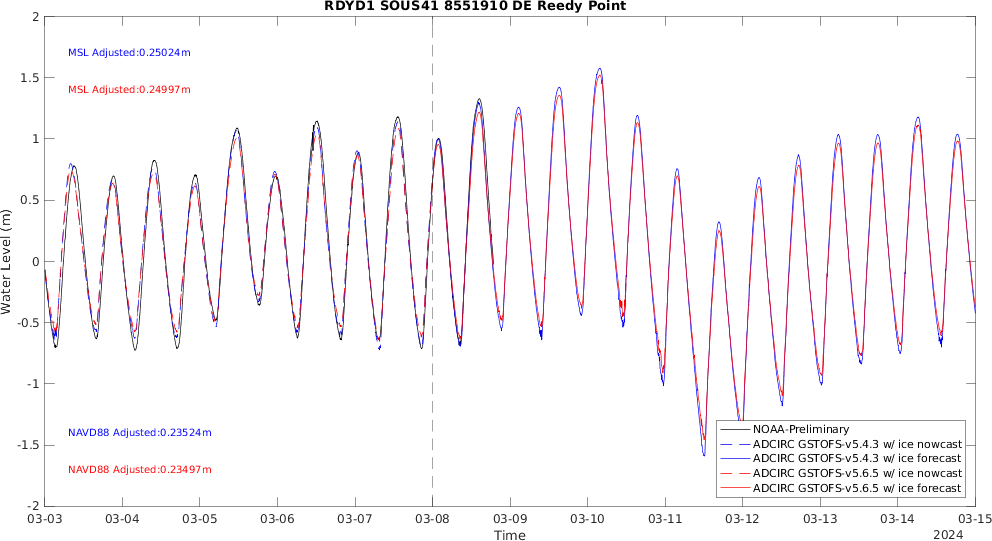 RDYD1 SOUS41 8551910 DE Reedy Point
MSL Adjusted:0.25024m
MSL Adjusted:0.24997m
NAVD88 Adjusted:0.23524m
NAVD88 Adjusted:0.23497m
Water Level (m)
2
1.5
1
0.5
0
-0.5
-1
-1.5
-2
NOAA-Preliminary
ADCIRC GSTOFS-v5.4.3 w/ ice nowcast
ADCIRC GSTOFS-v5.4.3 w/ ice forecast
ADCIRC GSTOFS-v5.6.5 w/ ice nowcast
ADCIRC GSTOFS-v5.6.5 w/ ice forecast
03-03 03-04 03-05 03-06 03-07 03-08 03-09 03-10 03-11 03-12 03-13 03-14 03-15
Time
2024